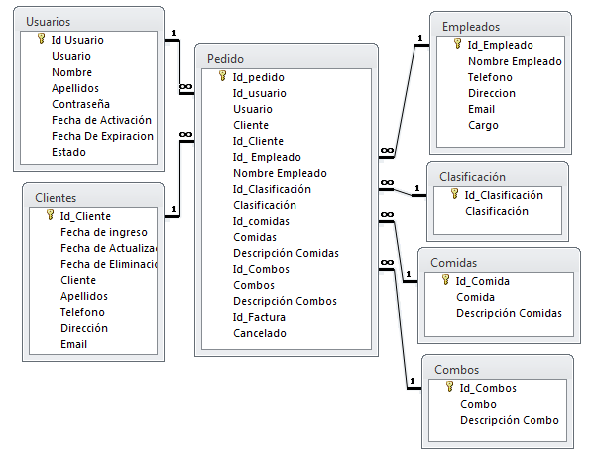 Usuarios
Id Usuario
Usuario
Nombre
Apellidos
Contraseña
Fecha de Activación
Fecha De Expiracion
Estado
1
∞
Clientes
Id_Cliente
Fecha de ingreso
Fecha de Actualiza
Fecha de Eliminació
Cliente
Apellidos
Telefono
Dirección
Email
1
∞
Pedido
Id_pedido
Id_usuario
Usuario
Cliente
Id_Cliente
Id_ Empleado
Nombre Empleado
Id_Clasificación
Clasificación
Id_comidas
Comidas
Descripción Comidas
Id_Combos
Combos
Descripción Combos
Id_Factura
Cancelado
Empleados
Id_Empleado
Nombre Empleado
Telefono
Direccion
Email
Cargo
1
∞
Clasificación
Id_Clasificación
Clasificación
1
∞
Comidas
Id_Comida
Comida
Descripción Comidas
1
∞
Combos
Id_Combos
Combo
Descripción Combo
1
∞